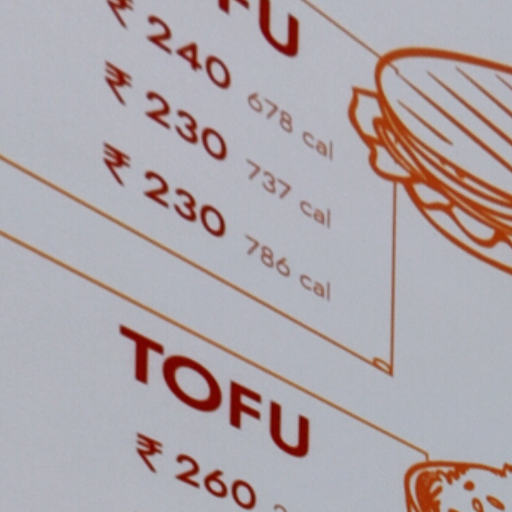 FU
₹ 240 678 cal
₹ 230 737 cal
₹ 230 786 cal
TOFU
₹ 260